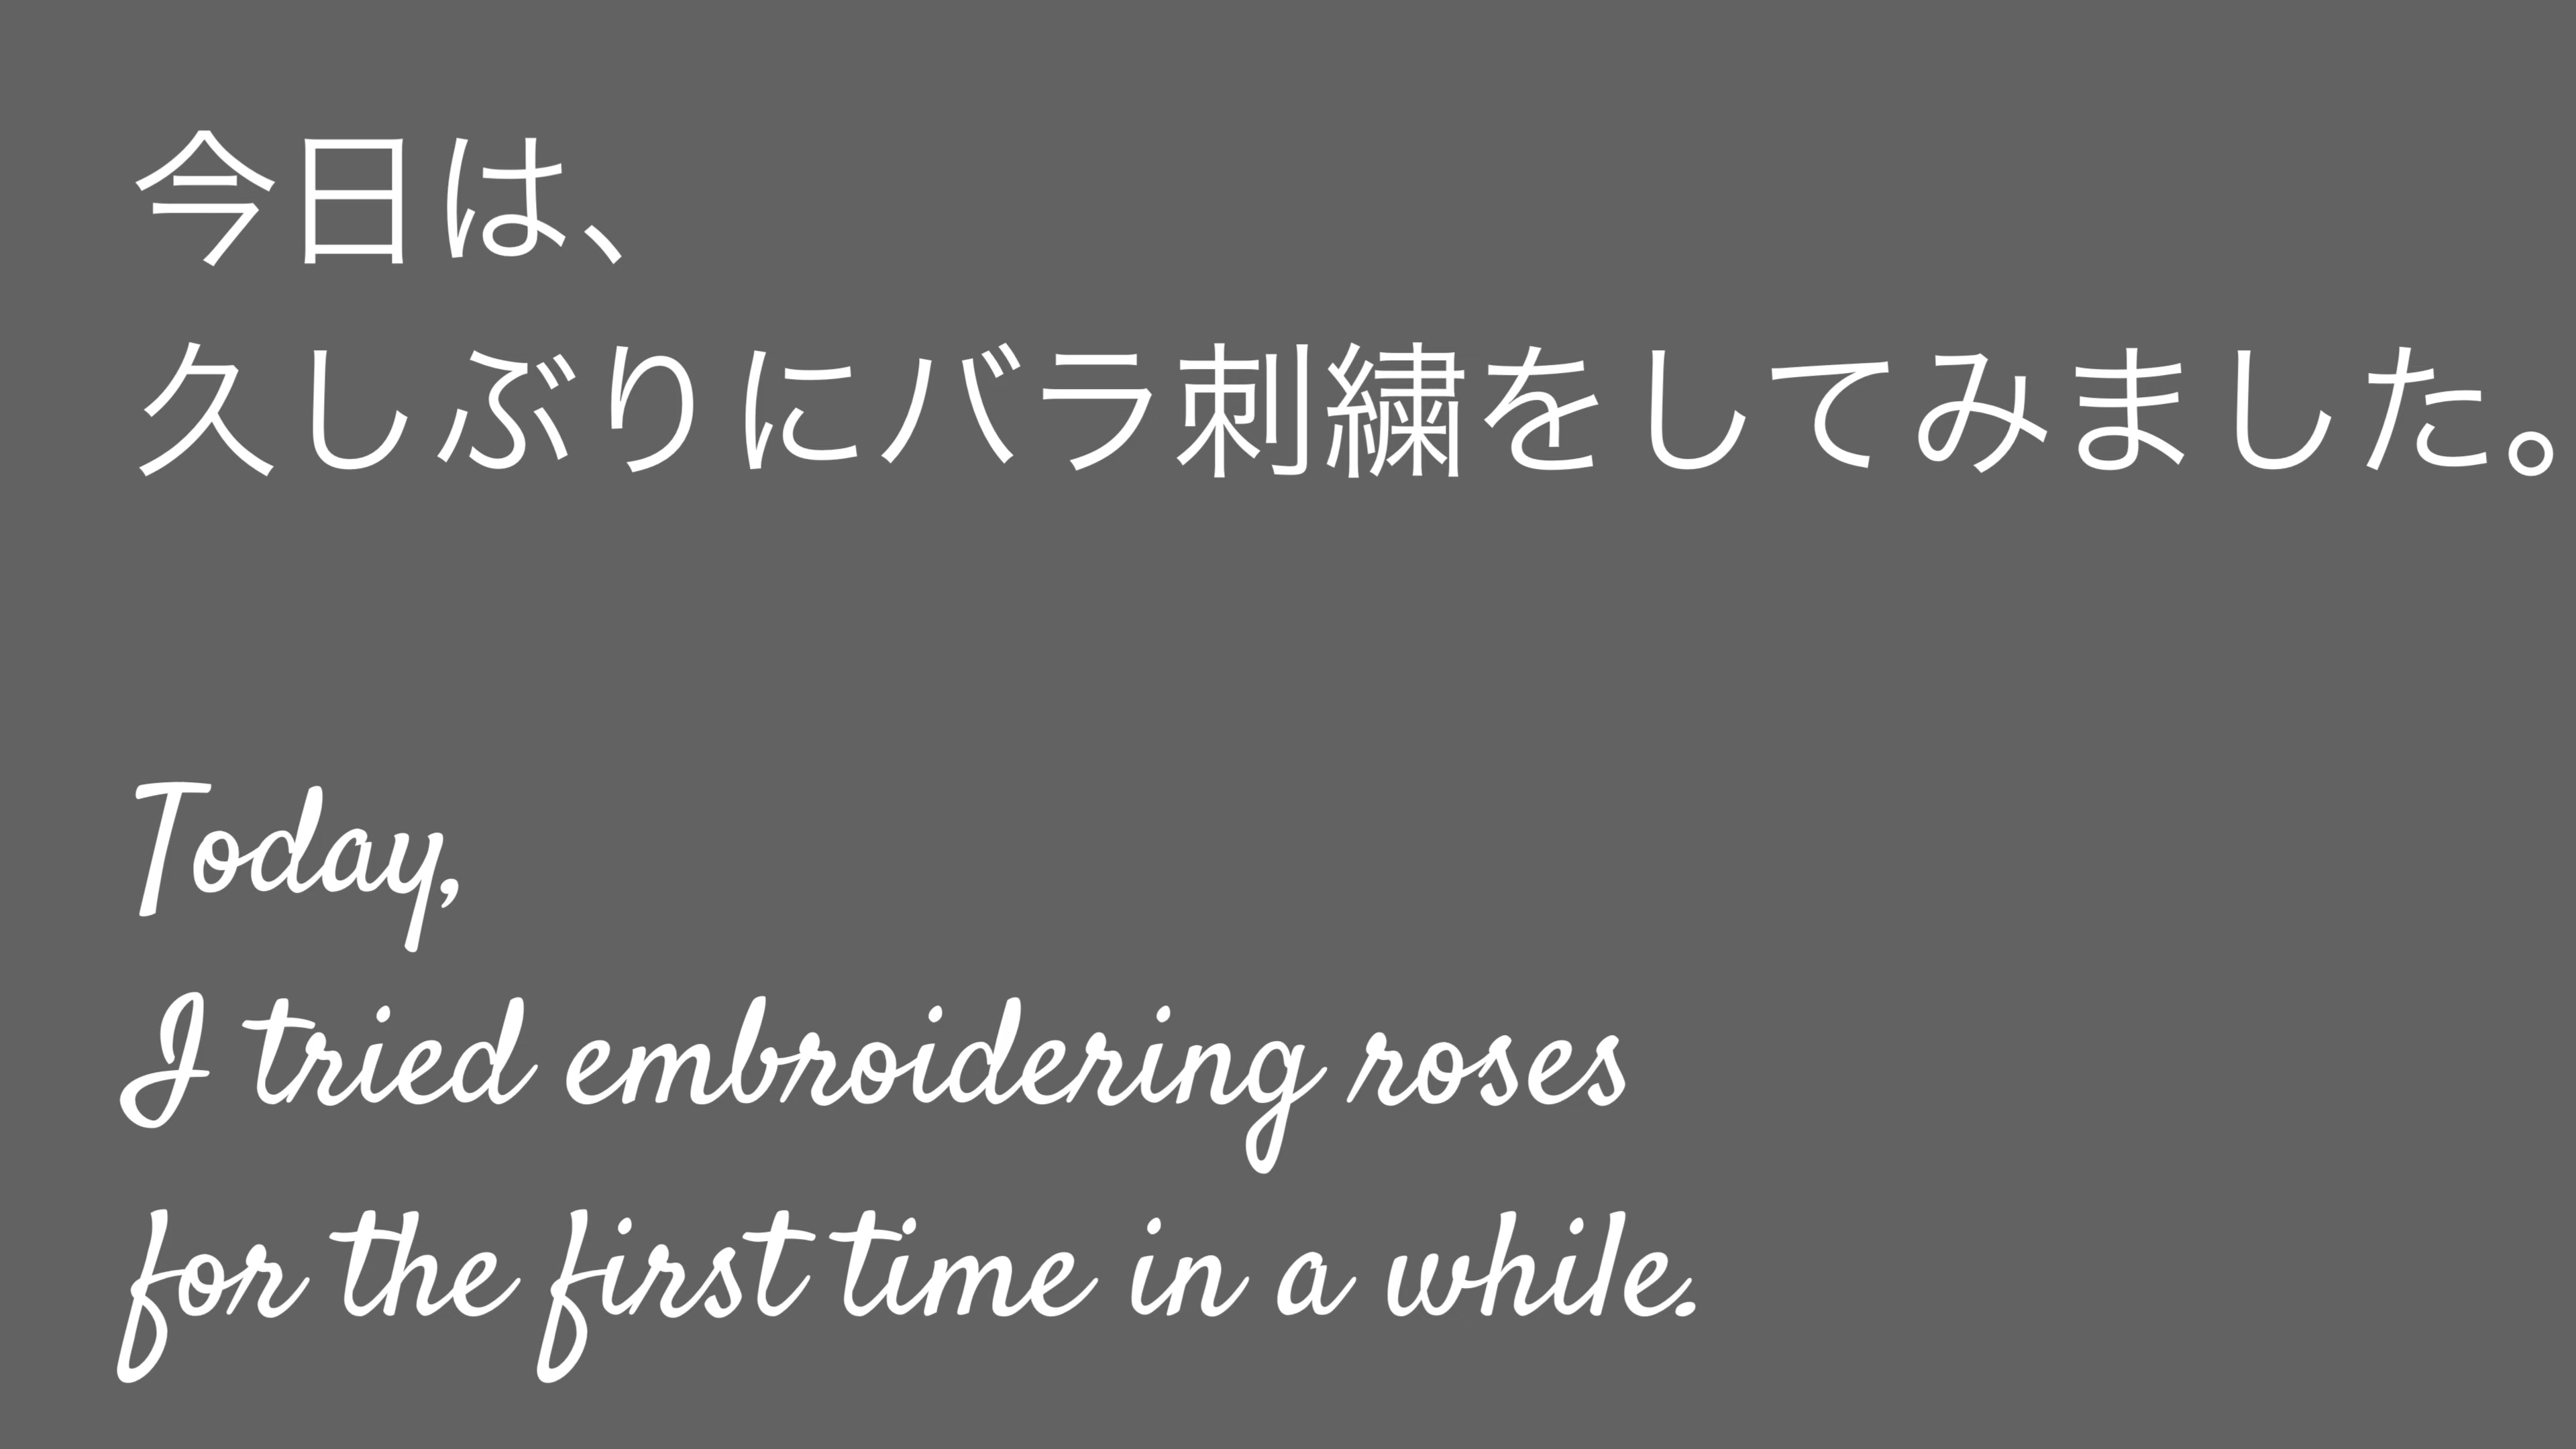 今日は、
久しぶりにバラ刺繍をしてみました。
Today,
I tried embroidering roses
for the first time in a while.